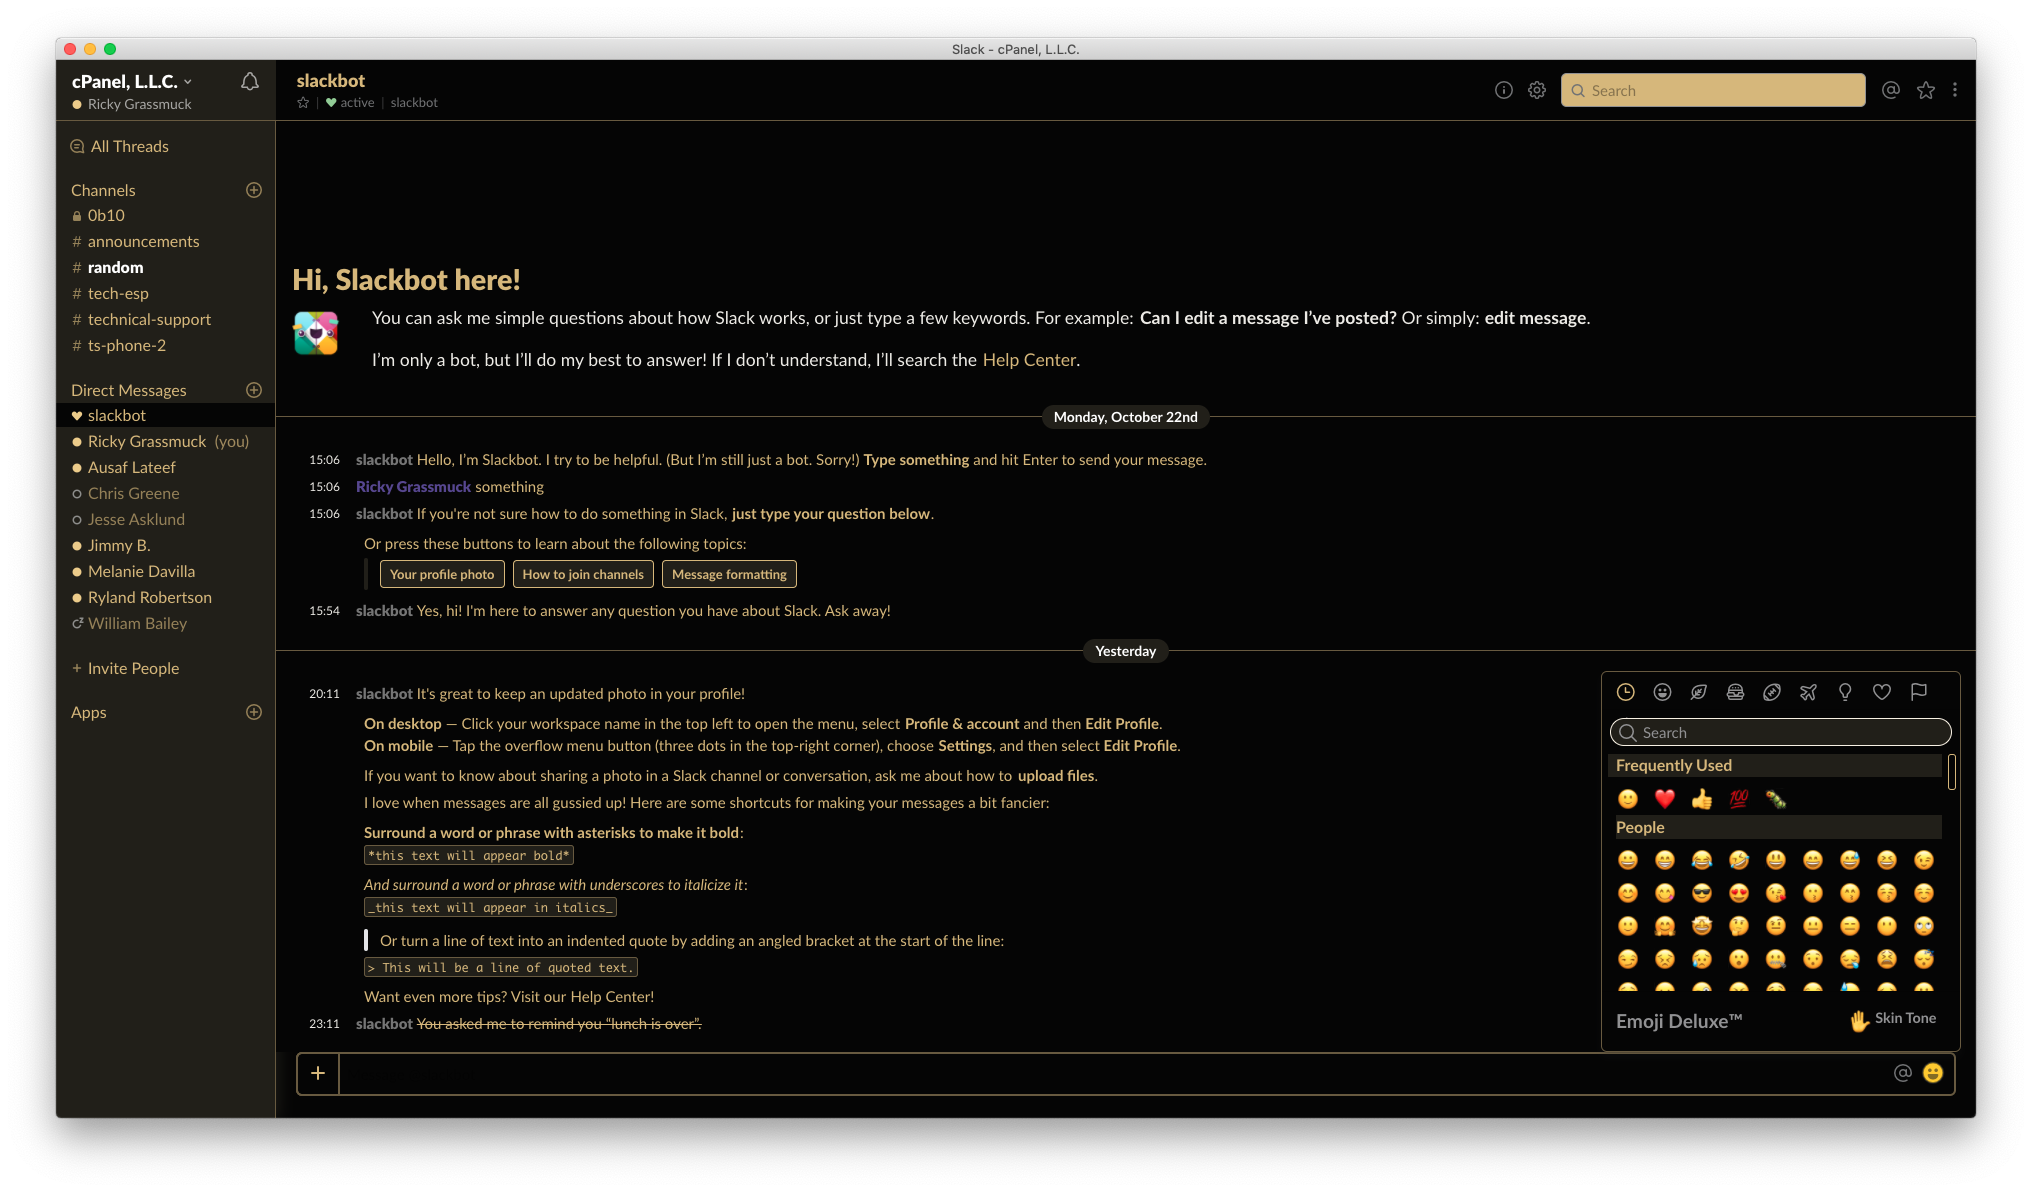 Slack - cPanel, L.L.C.
cPanel, L.L.C.
Ricky Grassmuck
All Threads
Channels
0b10
# announcements
# random
# tech-esp
# technical-support
# ts-phone-2
Direct Messages
slackbot
Ricky Grassmuck (you)
Ausaf Lateef
Chris Greene
Jesse Asklund
Jimmy B.
Melanie Davilla
Ryland Robertson
William Bailey
+ Invite People
Apps
slackbot
active | slackbot
Search
Hi, Slackbot here!
You can ask me simple questions about how Slack works, or just type a few keywords. For example: Can I edit a message I’ve posted? Or simply: edit message.
I’m only a bot, but I’ll do my best to answer! If I don’t understand, I’ll search the Help Center.
Monday, October 22nd
15:06 slackbot Hello, I’m Slackbot. I try to be helpful. (But I’m still just a bot. Sorry!) Type something and hit Enter to send your message.
15:06 Ricky Grassmuck something
15:06 slackbot If you're not sure how to do something in Slack, just type your question below.
Or press these buttons to learn about the following topics:
Your profile photo How to join channels Message formatting
15:54 slackbot Yes, hi! I'm here to answer any question you have about Slack. Ask away!
Yesterday
20:11 slackbot It's great to keep an updated photo in your profile!
On desktop — Click your workspace name in the top left to open the menu, select Profile & account and then Edit Profile.
On mobile — Tap the overflow menu button (three dots in the top-right corner), choose Settings, and then select Edit Profile.
If you want to know about sharing a photo in a Slack channel or conversation, ask me about how to upload files.
I love when messages are all gussied up! Here are some shortcuts for making your messages a bit fancier:
Surround a word or phrase with asterisks to make it bold:
*this text will appear bold*
And surround a word or phrase with underscores to italicize it:
_this text will appear in italics_
Or turn a line of text into an indented quote by adding an angled bracket at the start of the line:
> This will be a line of quoted text.
Want even more tips? Visit our Help Center!
23:11 slackbot You asked me to remind you “lunch is over”.
Search
Frequently Used
100
People
Emoji Deluxe™
Skin Tone